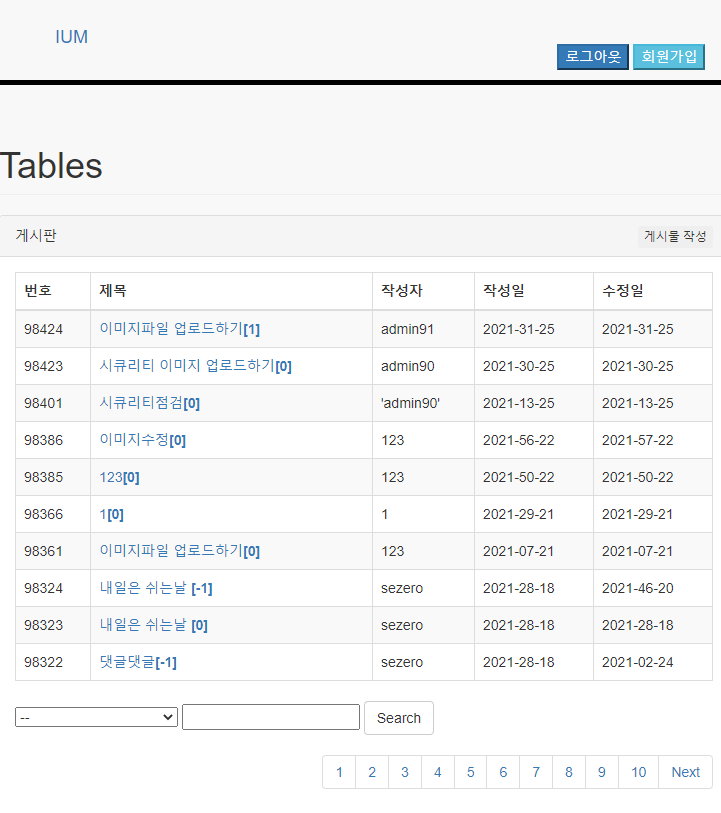 IUM
로그아웃 회원가입
Tables
게시판 게시물 작성
번호 제목 작성자 작성일 수정일
98424 이미지파일 업로드하기[1] admin91 2021-31-25 2021-31-25
98423 시큐리티 이미지 업로드하기[0] admin90 2021-30-25 2021-30-25
98401 시큐리티점검[0] 'admin90' 2021-13-25 2021-13-25
98386 이미지수정[0] 123 2021-56-22 2021-57-22
98385 123[0] 123 2021-50-22 2021-50-22
98366 1[0] 1 2021-29-21 2021-29-21
98361 이미지파일 업로드하기[0] 123 2021-07-21 2021-07-21
98324 내일은 쉬는날 [-1] sezero 2021-28-18 2021-46-20
98323 내일은 쉬는날 [0] sezero 2021-28-18 2021-28-18
98322 댓글댓글[-1] sezero 2021-28-18 2021-02-24
-- Search
1 2 3 4 5 6 7 8 9 10 Next